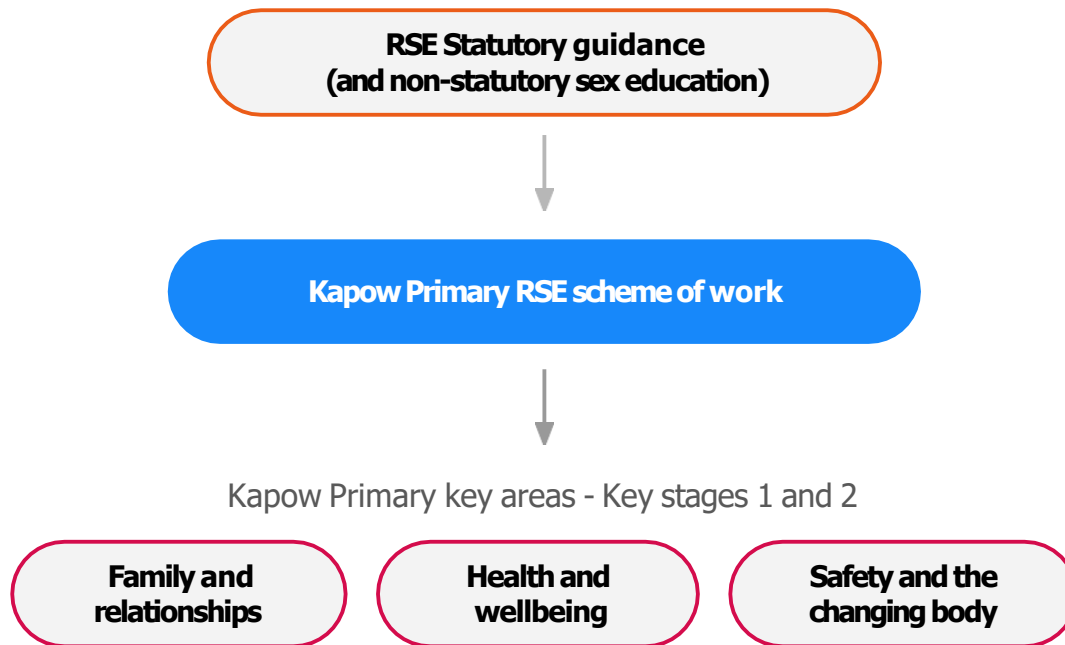 RSE Statutory guidance
(and non-statutory sex education)
Kapow Primary RSE scheme of work
Kapow Primary key areas - Key stages 1 and 2
Family and
relationships
Health and
wellbeing
Safety and the
changing body